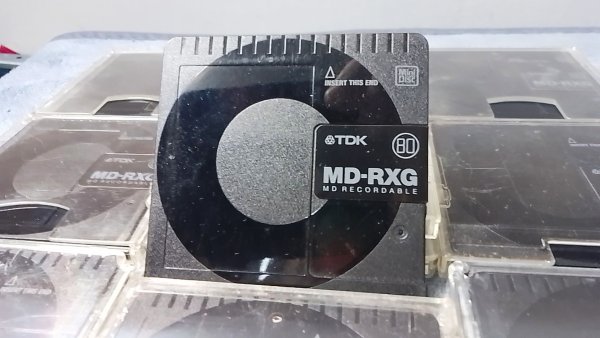 INSERT THIS END
Mini
Disc
TDK
80
MD-RXG
MD RECORDABLE
TDK
MD-RXG